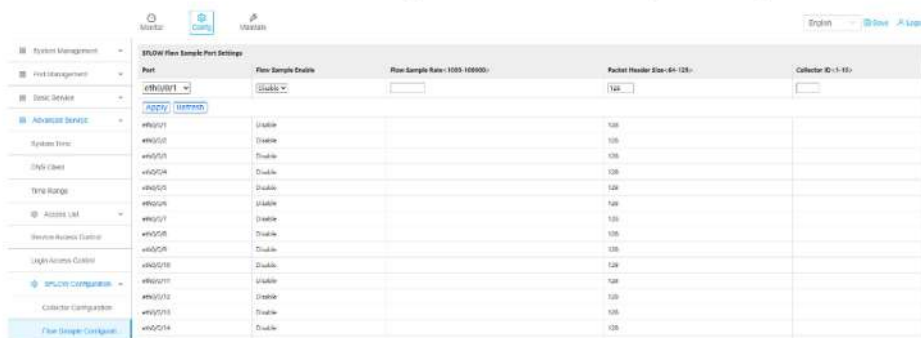 Monitor Config Maintain English Save
System Management
Port Management
Basic Service
Advanced Service
System Time
DNS Client
Time Range
Access List
Service Access Control
Login Access Control
SFLOW Configuration
Collector Configuration
Flow Sample Configurati...
SFLOW Flow Sample Port Settings
Port Flow Sample Enable Flow Sample Rate<1000-100000> Packet Header Size<64-128> Collector ID<1-10>
eth0/0/1 Disable 128
Apply Refresh
eth0/0/1 Disable 128
eth0/0/2 Disable 128
eth0/0/3 Disable 128
eth0/0/4 Disable 128
eth0/0/5 Disable 128
eth0/0/6 Disable 128
eth0/0/7 Disable 128
eth0/0/8 Disable 128
eth0/0/9 Disable 128
eth0/0/10 Disable 128
eth0/0/11 Disable 128
eth0/0/12 Disable 128
eth0/0/13 Disable 128
eth0/0/14 Disable 128